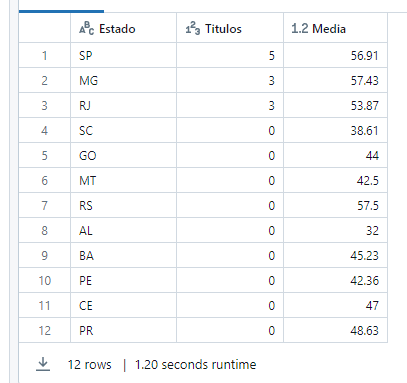 ABC Estado 123 Titulos 1.2 Media
1 SP 5 56.91
2 MG 3 57.43
3 RJ 3 53.87
4 SC 0 38.61
5 GO 0 44
6 MT 0 42.5
7 RS 0 57.5
8 AL 0 32
9 BA 0 45.23
10 PE 0 42.36
11 CE 0 47
12 PR 0 48.63
12 rows | 1.20 seconds runtime